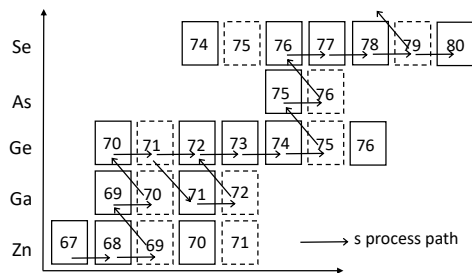 Se 74 75 76 77 78 79 80
As 75 76
Ge 70 71 72 73 74 75 76
Ga 69 70 71 72
Zn 67 68 69 70 71
s process path